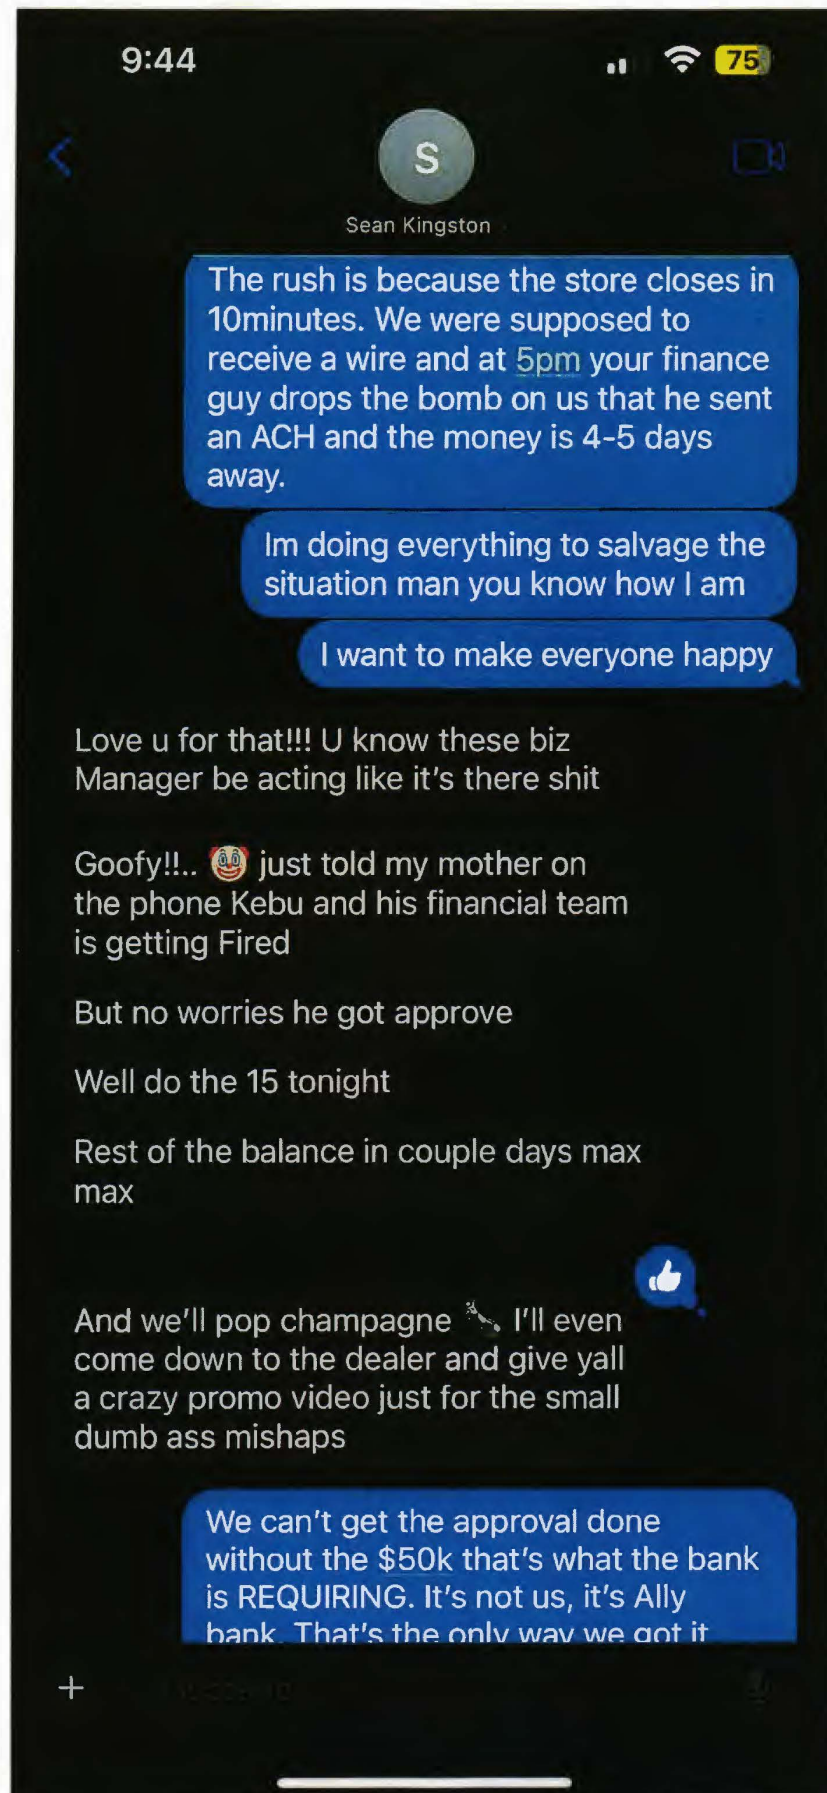 9:44
75
S
Sean Kingston
The rush is because the store closes in
10minutes. We were supposed to
receive a wire and at 5pm your finance
guy drops the bomb on us that he sent
an ACH and the money is 4-5 days
away.
Im doing everything to salvage the
situation man you know how I am
I want to make everyone happy
Love u for that!!! U know these biz
Manager be acting like it's there shit
Goofy!!.. 🤡 just told my mother on
the phone Kebu and his financial team
is getting Fired
But no worries he got approve
Well do the 15 tonight
Rest of the balance in couple days max
max
And we'll pop champagne 🍾 I'll even
come down to the dealer and give yall
a crazy promo video just for the small
dumb ass mishaps
We can't get the approval done
without the $50k that's what the bank
is REQUIRING. It's not us, it's Ally
bank. That's the only way we got it